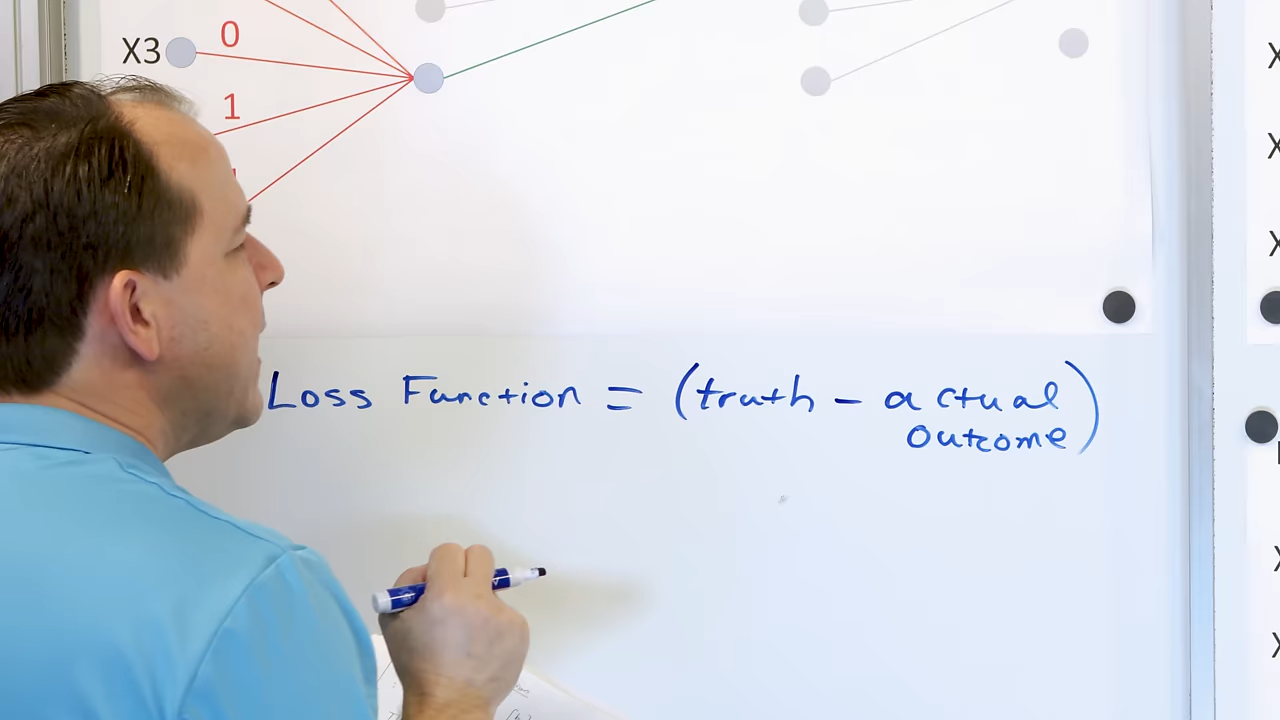 0
X3
1
Loss Function = (truth – actual
outcome)